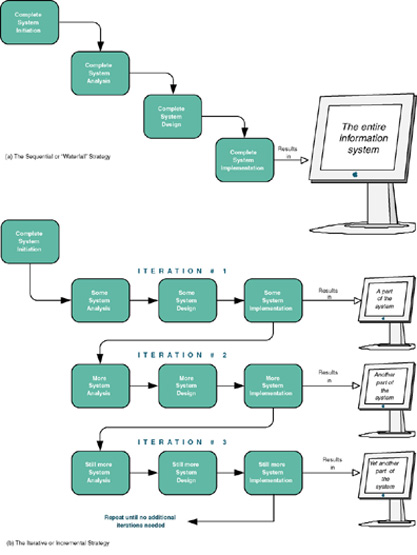 Complete
System
Initiation
Complete
System
Analysis
Complete
System
Design
Complete
System
Implementation
Results
in
The entire
information
system
(a) The Sequential or "Waterfall" Strategy
Complete
System
Initiation
ITERATION # 1
Some
System
Analysis
Some
System
Design
Some
System
Implementation
Results
in
A part
of the
system
ITERATION # 2
More
System
Analysis
More
System
Design
More
System
Implementation
Results
in
Another
part of
the
system
ITERATION # 3
Still more
System
Analysis
Still more
System
Design
Still more
System
Implementation
Results
in
Yet another
part of
the
system
Repeat until no additional
iterations needed
(b) The Iterative or Incremental Strategy